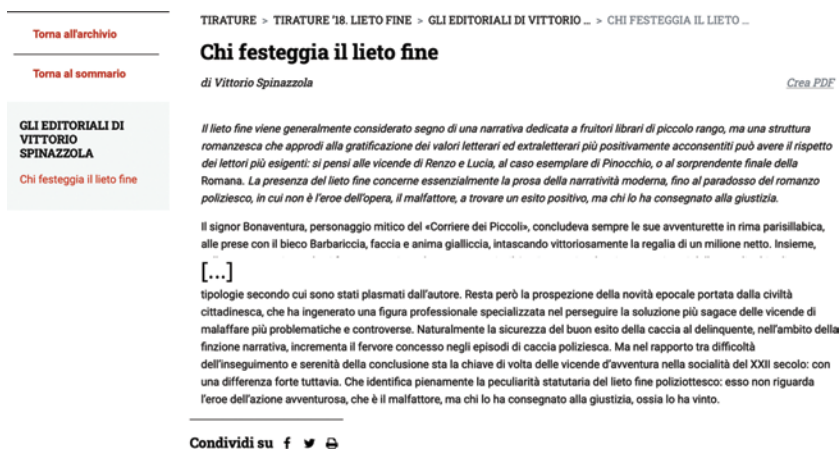 Torna all'archivio
Torna al sommario
GLI EDITORIALI DI
VITTORIO
SPINAZZOLA
Chi festeggia il lieto fine
TIRATURE > TIRATURE '18. LIETO FINE > GLI EDITORIALI DI VITTORIO ... > CHI FESTEGGIA IL LIETO ...
Chi festeggia il lieto fine
di Vittorio Spinazzola
Crea PDF
Il lieto fine viene generalmente considerato segno di una narrativa dedicata a fruitori librari di piccolo rango, ma una struttura
romanzesca che approdi alla gratificazione dei valori letterari ed extraletterari più positivamente acconsentiti può avere il rispetto
dei lettori più esigenti: si pensi alle vicende di Renzo e Lucia, al caso esemplare di Pinocchio, o al sorprendente finale della
Romana. La presenza del lieto fine concerne essenzialmente la prosa della narratività moderna, fino al paradosso del romanzo
poliziesco, in cui non è l'eroe dell'opera, il malfattore, a trovare un esito positivo, ma chi lo ha consegnato alla giustizia.
Il signor Bonaventura, personaggio mitico del «Corriere dei Piccoli», concludeva sempre le sue avventurette in rima parisillabica,
alle prese con il bieco Barbariccia, faccia e anima gialliccia, intascando vittoriosamente la regalia di un milione netto. Insieme,
[...]
tipologie secondo cui sono stati plasmati dall'autore. Resta però la prospezione della novità epocale portata dalla civiltà
cittadinesca, che ha ingenerato una figura professionale specializzata nel perseguire la soluzione più sagace delle vicende di
malaffare più problematiche e controverse. Naturalmente la sicurezza del buon esito della caccia al delinquente, nell'ambito della
finzione narrativa, incrementa il fervore concesso negli episodi di caccia poliziesca. Ma nel rapporto tra difficoltà
dell'inseguimento e serenità della conclusione sta la chiave di volta delle vicende d'avventura nella socialità del XXII secolo: con
una differenza forte tuttavia. Che identifica pienamente la peculiarità statutaria del lieto fine poliziottesco: esso non riguarda
l'eroe dell'azione avventurosa, che è il malfattore, ma chi lo ha consegnato alla giustizia, ossia lo ha vinto.
Condividi su